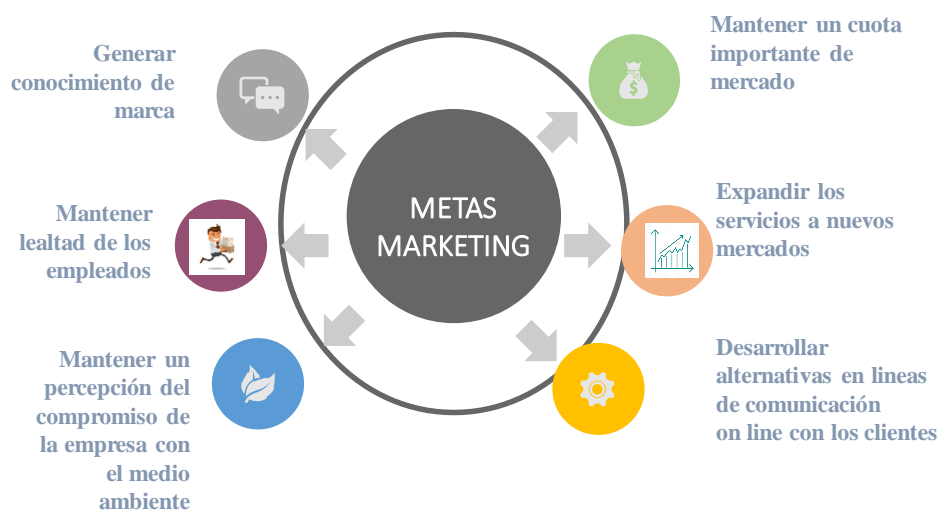 Generar
conocimiento de
marca
Mantener un cuota
importante de
mercado
METAS
MARKETING
Mantener
lealtad de los
empleados
Expandir los
servicios a nuevos
mercados
Mantener un
percepción del
compromiso de
la empresa con
el medio
ambiente
Desarrollar
alternativas en lineas
de comunicación
on line con los clientes